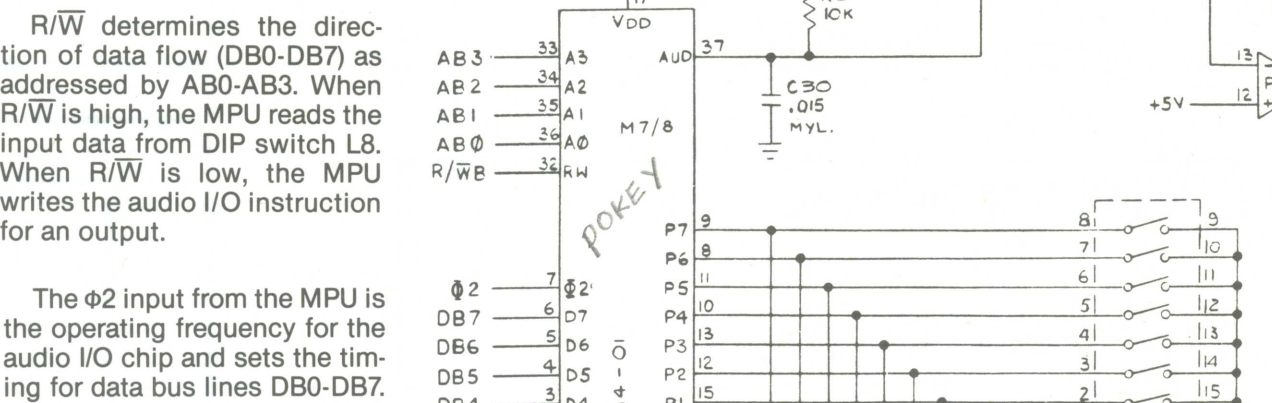 R/W̅ determines the direc-
tion of data flow (DB0-DB7) as
addressed by AB0-AB3. When
R/W̅ is high, the MPU reads the
input data from DIP switch L8.
When R/W̅ is low, the MPU
writes the audio I/O instruction
for an output.
The Φ2 input from the MPU is
the operating frequency for the
audio I/O chip and sets the tim-
ing for data bus lines DB0-DB7.
VDD
10K
AB3 33 A3
AB2 34 A2
AB1 35 A1
ABØ 36 AØ
R/W̅B 32 RW
AUD 37
C30
.015
MYL.
M7/8
POKEY
13
+5V 12 +
Φ2 7 Φ2
DB7 6 D7
DB6 5 D6
DB5 4 D5
DB4 3 D4
P7 9
P6 8
P5 11
P4 10
P3 13
P2 12
P1 15
8 9
7 10
6 11
5 12
4 13
3 14
2 15